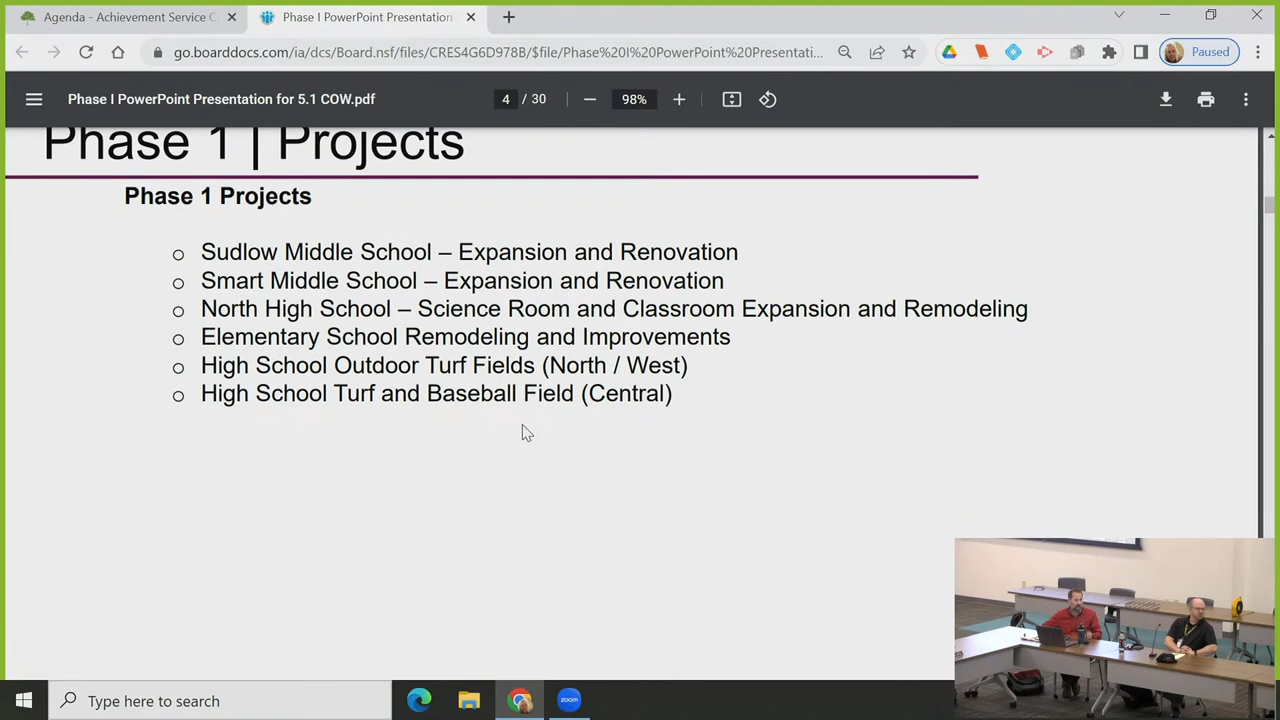 Agenda - Achievement Service C
Phase I PowerPoint Presentation
go.boarddocs.com/ia/dcs/Board.nsf/files/CRES4G6D978B/$file/Phase%20I%20PowerPoint%20Presentati...
Paused
Phase I PowerPoint Presentation for 5.1 COW.pdf
4 / 30
98%
Phase 1 | Projects
Phase 1 Projects
o Sudlow Middle School – Expansion and Renovation
o Smart Middle School – Expansion and Renovation
o North High School – Science Room and Classroom Expansion and Remodeling
o Elementary School Remodeling and Improvements
o High School Outdoor Turf Fields (North / West)
o High School Turf and Baseball Field (Central)
Type here to search
zoom